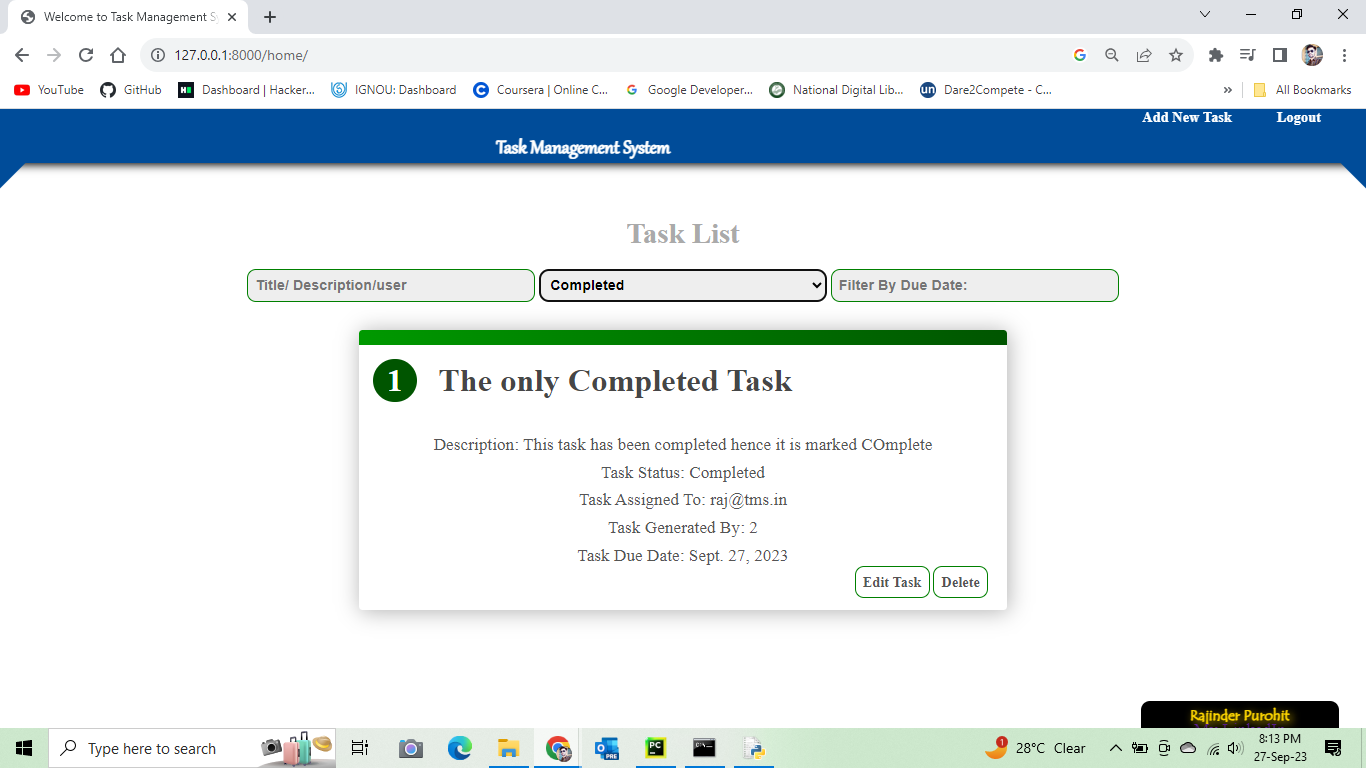 Welcome to Task Management S
127.0.0.1:8000/home/
YouTube GitHub Dashboard | Hacker... IGNOU: Dashboard Coursera | Online C... Google Developer... National Digital Lib... Dare2Compete - C... » All Bookmarks
Add New Task Logout
Task Management System
Task List
Title/ Description/user Completed Filter By Due Date:
1 The only Completed Task
Description: This task has been completed hence it is marked COmplete
Task Status: Completed
Task Assigned To: raj@tms.in
Task Generated By: 2
Task Due Date: Sept. 27, 2023
Edit Task Delete
Rajinder Purohit
Type here to search
28°C Clear
8:13 PM
27-Sep-23